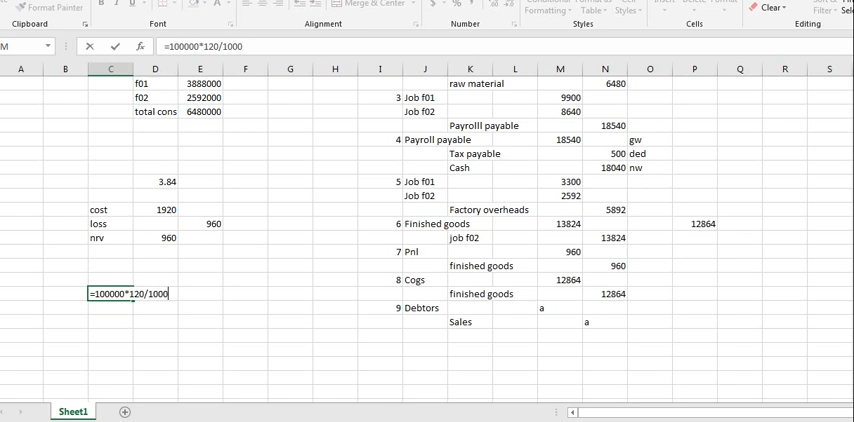 Format Painter
Merge & Center
Formatting Table Styles
Clear
Clipboard Font Alignment Number Styles Cells Editing
M fx =100000*120/1000
A B C D E F G H I J K L M N O P Q R S
f01 3888000 raw material 6480
f02 2592000 3 Job f01 9900
total cons 6480000 Job f02 8640
Payrolll payable 18540
4 Payroll payable 18540 gw
Tax payable 500 ded
Cash 18040 nw
3.84 5 Job f01 3300
Job f02 2592
cost 1920 Factory overheads 5892
loss 960 6 Finished goods 13824 12864
nrv 960 job f02 13824
7 Pnl 960
finished goods 960
8 Cogs 12864
=100000*120/1000 finished goods 12864
9 Debtors a
Sales a
Sheet1